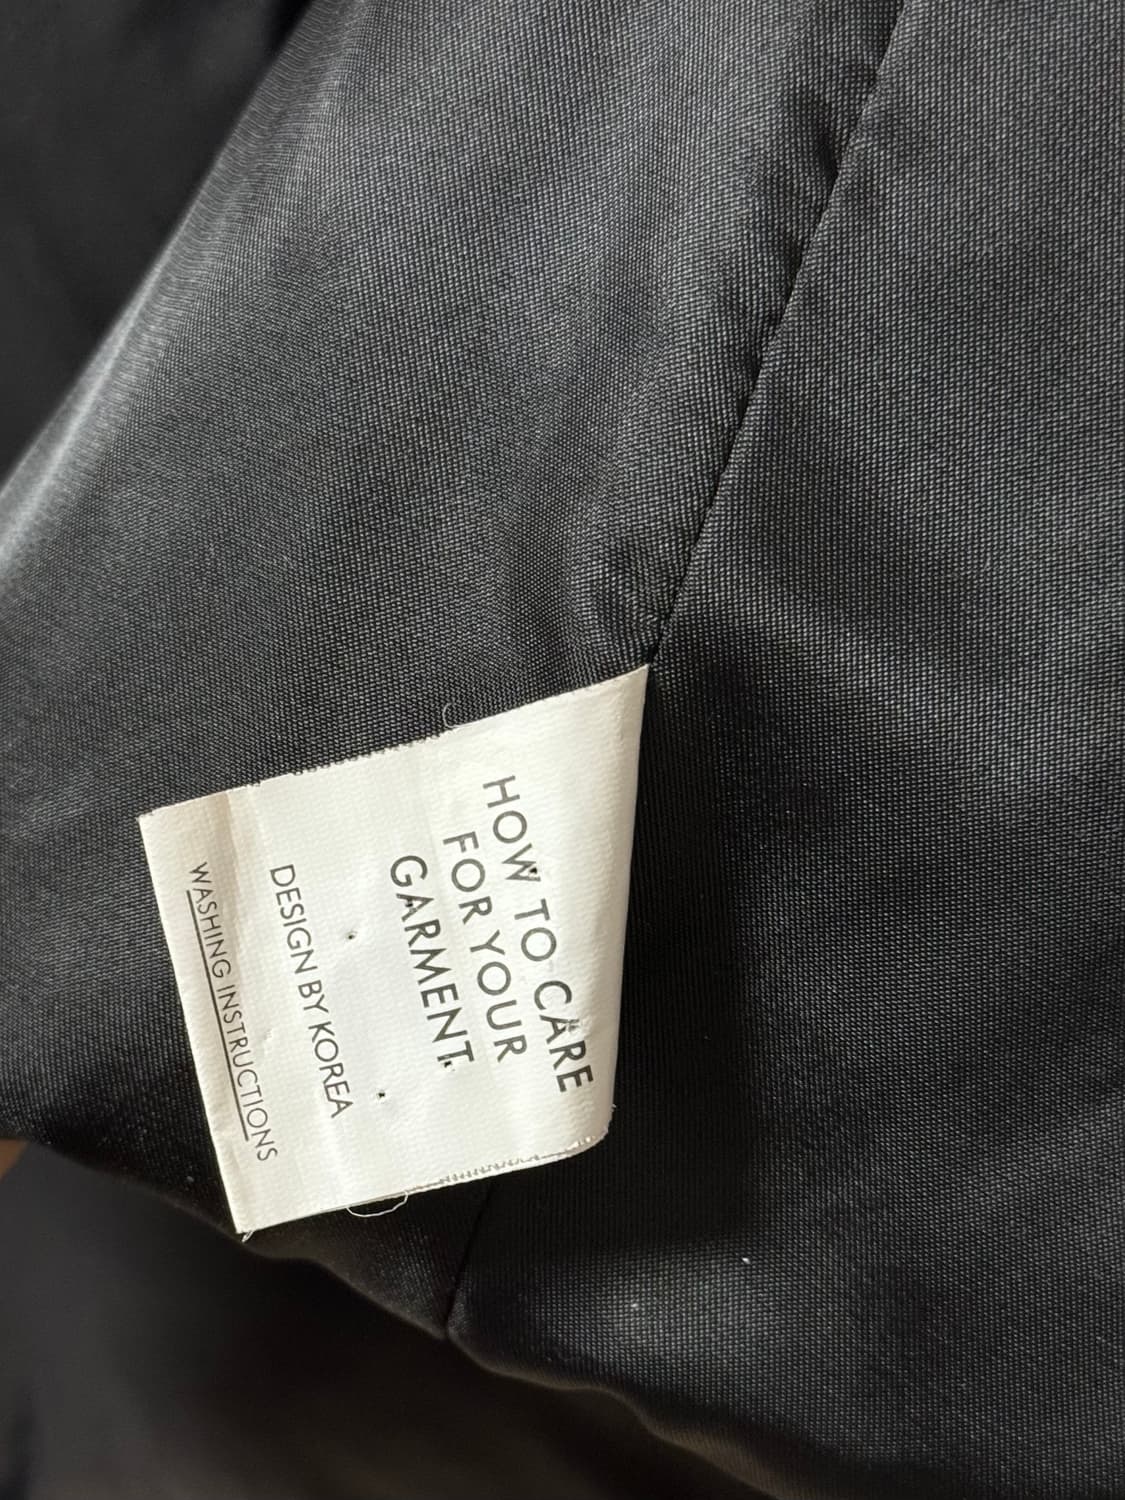 HOW TO CARE
FOR YOUR
GARMENT
DESIGN BY KOREA
WASHING INSTRUCTIONS